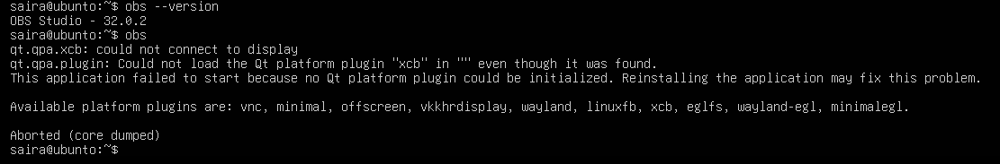 saira@ubunto:~$ obs --version
OBS Studio - 32.0.2
saira@ubunto:~$ obs
qt.qpa.xcb: could not connect to display
qt.qpa.plugin: Could not load the Qt platform plugin "xcb" in "" even though it was found.
This application failed to start because no Qt platform plugin could be initialized. Reinstalling the application may fix this problem.
Available platform plugins are: vnc, minimal, offscreen, vkkhrdisplay, wayland, linuxfb, xcb, eglfs, wayland-egl, minimalegl.
Aborted (core dumped)
saira@ubunto:~$